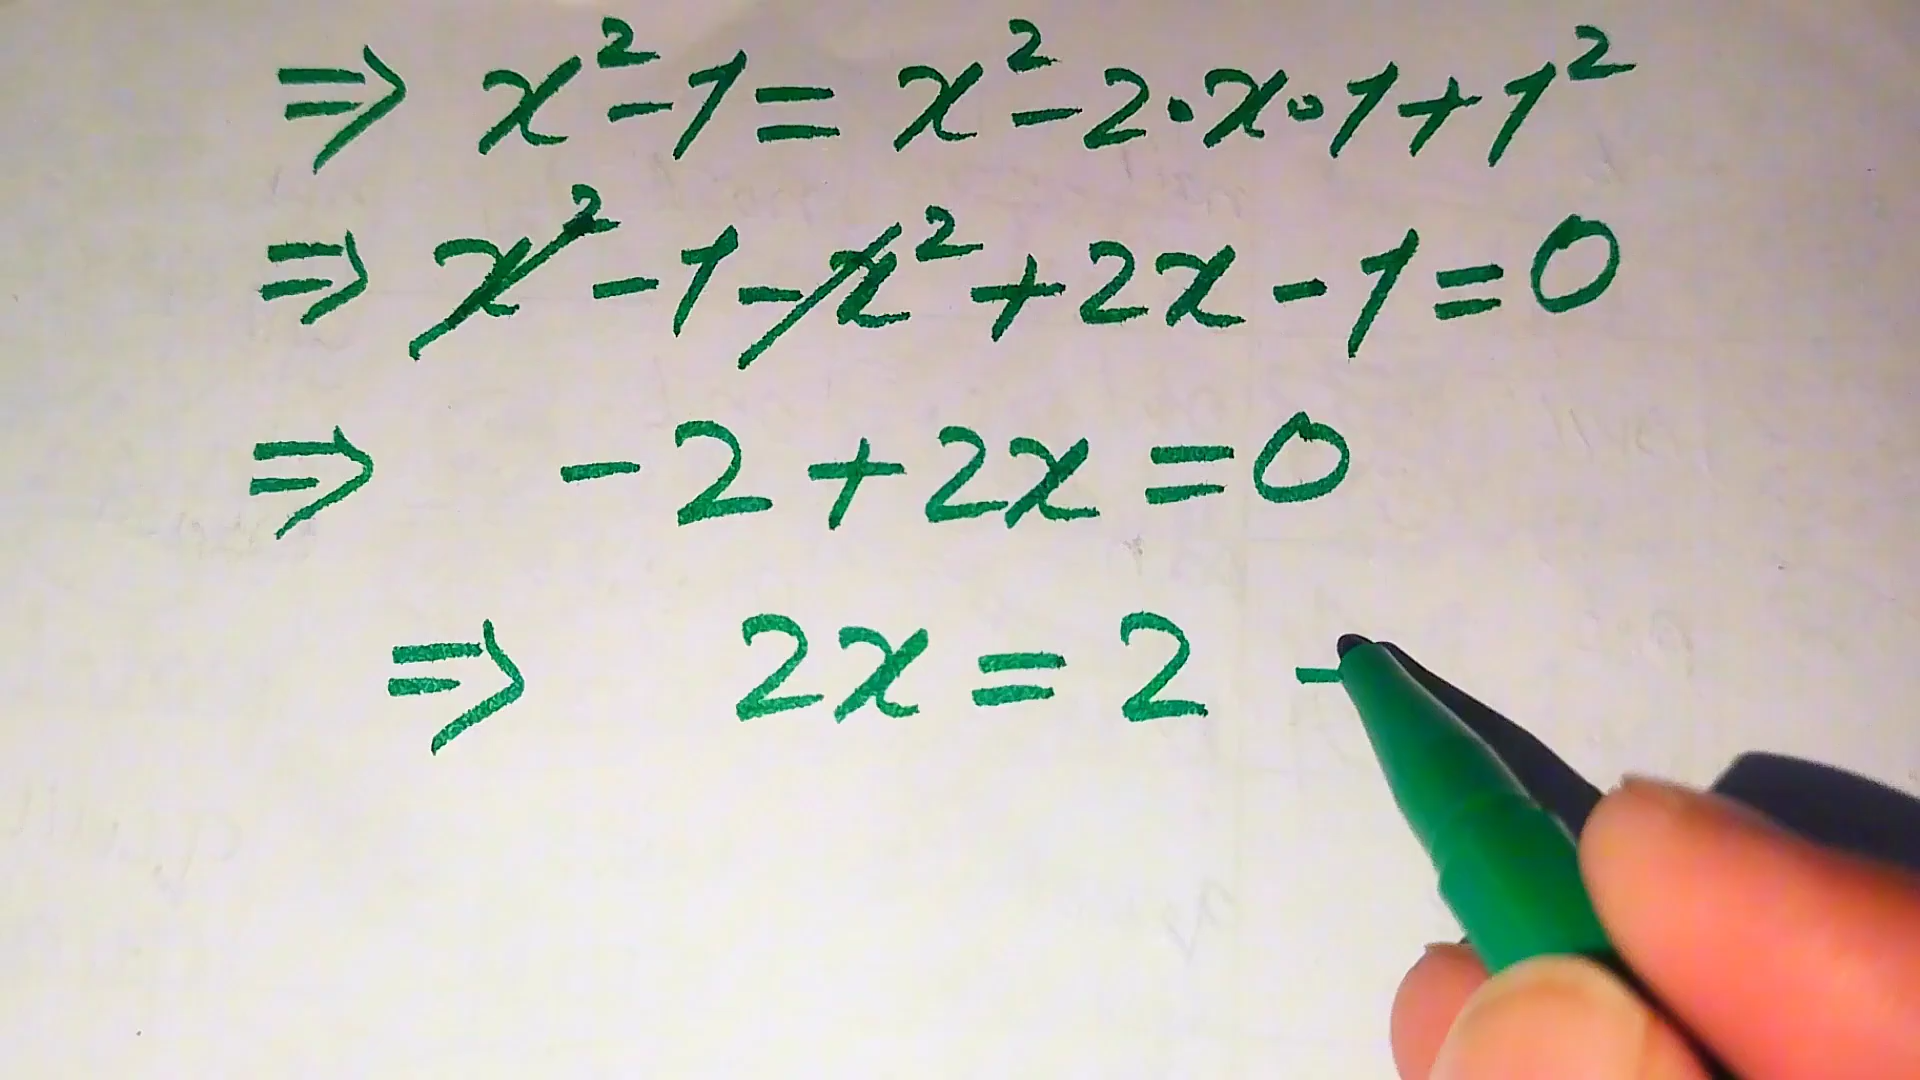 ⇒ x² - 1 = x² - 2·x·1 + 1²
⇒ x² - 1 - x² + 2x - 1 = 0
⇒ - 2 + 2x = 0
⇒ 2x = 2 -